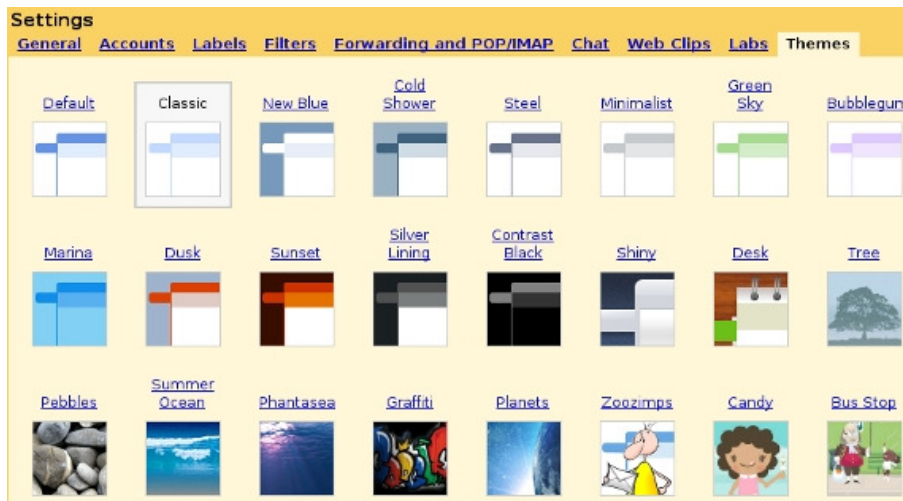 Settings
General Accounts Labels Filters Forwarding and POP/IMAP Chat Web Clips Labs Themes
Default Classic New Blue Cold Shower Steel Minimalist Green Sky Bubblegum
Marina Dusk Sunset Silver Lining Contrast Black Shiny Desk Tree
Pebbles Summer Ocean Phantasea Graffiti Planets Zoozimps Candy Bus Stop